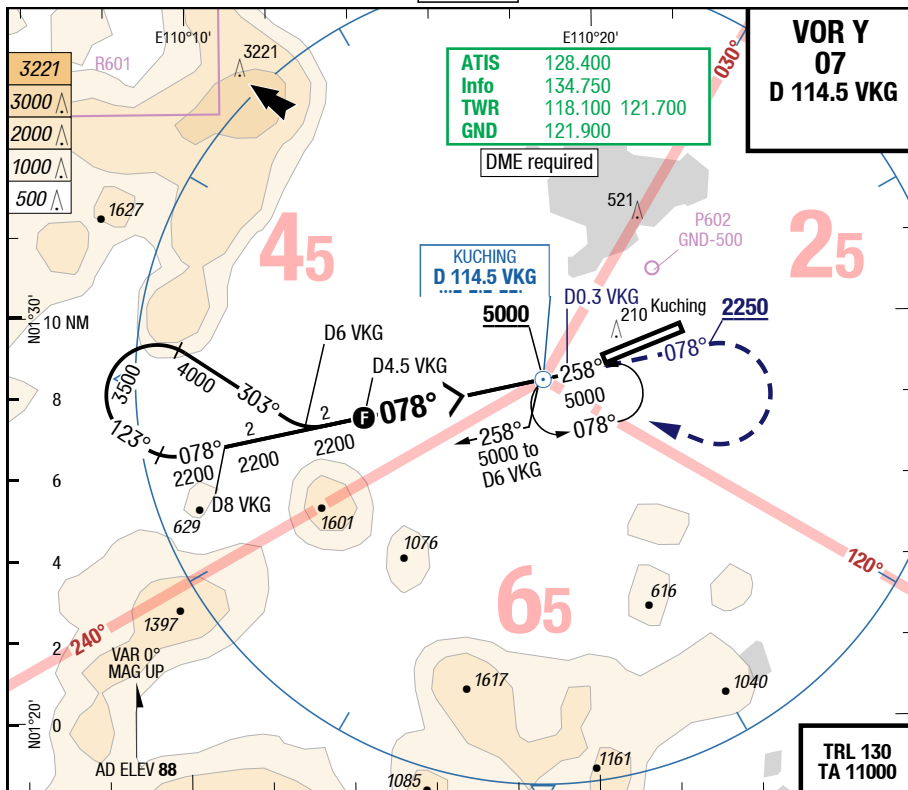 E110°10'
E110°20'
VOR Y
07
D 114.5 VKG
3221
3000
2000
1000
500
R601
3221
030°
ATIS 128.400
Info 134.750
TWR 118.100 121.700
GND 121.900
DME required
1627
521
P602
GND-500
45
25
KUCHING
D 114.5 VKG
D0.3 VKG
210 Kuching
2250
5000
N01°30'
10 NM
D6 VKG
D4.5 VKG
258°
078°
5000
078°
3500
4000
303°
F 078°
8
123°
078°
2
2
2200
2200
2200
258°
5000 to
D6 VKG
6
D8 VKG
629
1601
1076
4
120°
616
65
1397
240°
2
VAR 0°
MAG UP
1617
1040
N01°20'
0
AD ELEV 88
1085
1161
TRL 130
TA 11000